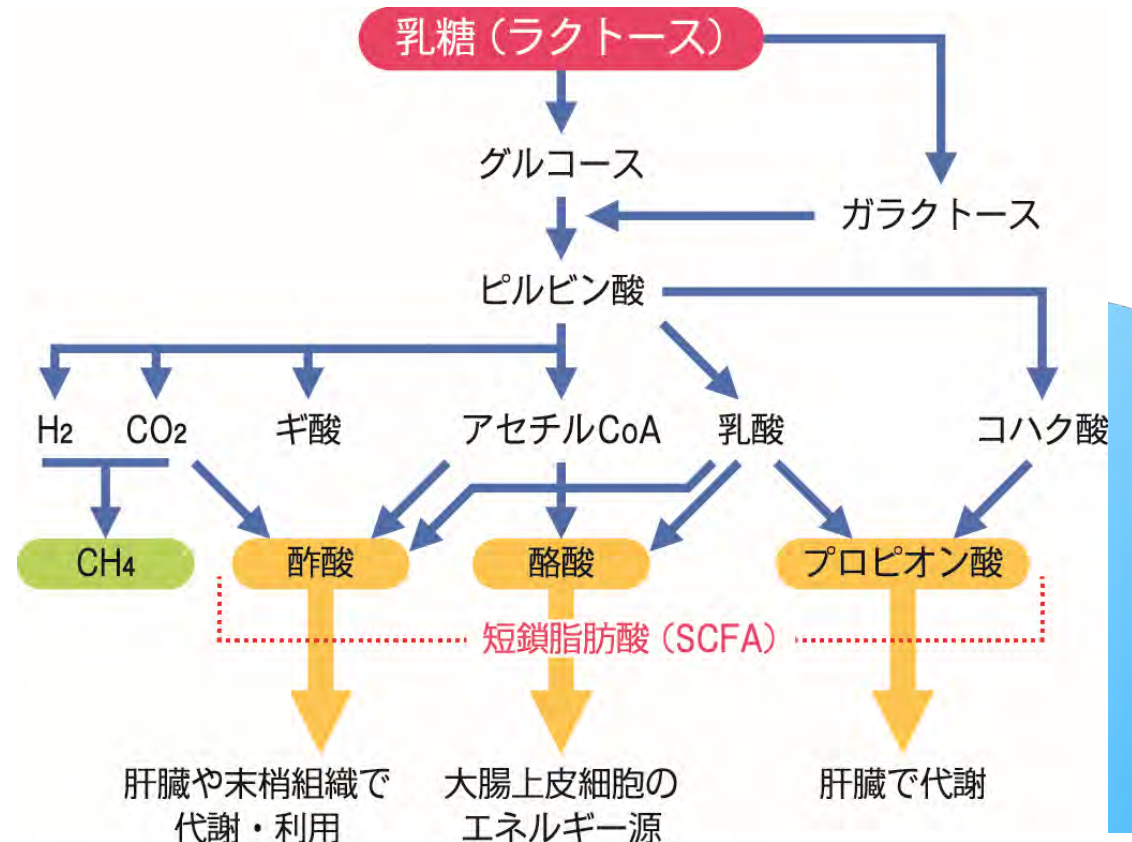 乳糖(ラクトース)
グルコース
ガラクトース
ピルビン酸
H2
CO2
ギ酸
アセチルCoA
乳酸
コハク酸
CH4
酢酸
酪酸
プロピオン酸
短鎖脂肪酸(SCFA)
肝臓や末梢組織で
代謝・利用
大腸上皮細胞の
エネルギー源
肝臓で代謝